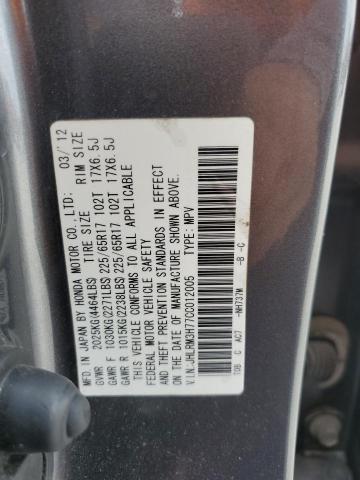 MFD. IN JAPAN BY HONDA MOTOR CO., LTD. 03/'12
TIRE SIZE RIM SIZE
GVWR 2025KG(4464LBS)
GAWR F 1030KG(2271LBS) 225/65R17 102T 17X6.5J
GAWR R 1015KG(2238LBS) 225/65R17 102T 17X6.5J
THIS VEHICLE CONFORMS TO ALL APPLICABLE
FEDERAL MOTOR VEHICLE SAFETY
AND THEFT PREVENTION STANDARDS IN EFFECT
ON THE DATE OF MANUFACTURE SHOWN ABOVE.
V.I.N.:JHLRM3H77CC012005 TYPE: MPV
TOB C AC7 -NH737M -B -C